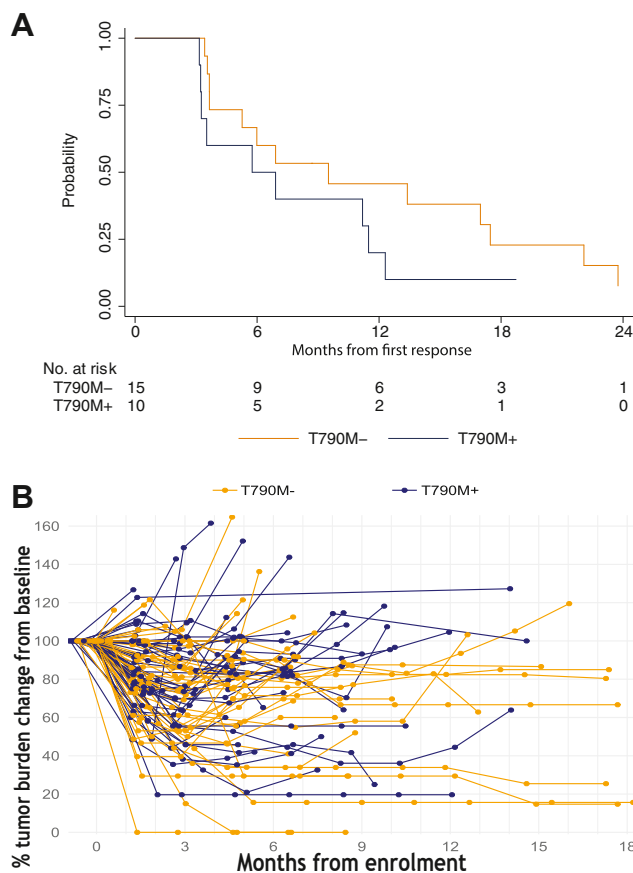 A
Probability
1.00
0.75
0.50
0.25
0.00
0 6 12 18 24
Months from first response
No. at risk
T790M– 15 9 6 3 1
T790M+ 10 5 2 1 0
T790M– T790M+
B
T790M- T790M+
% tumor burden change from baseline
160
140
120
100
80
60
40
20
0
0 3 6 9 12 15 18
Months from enrolment